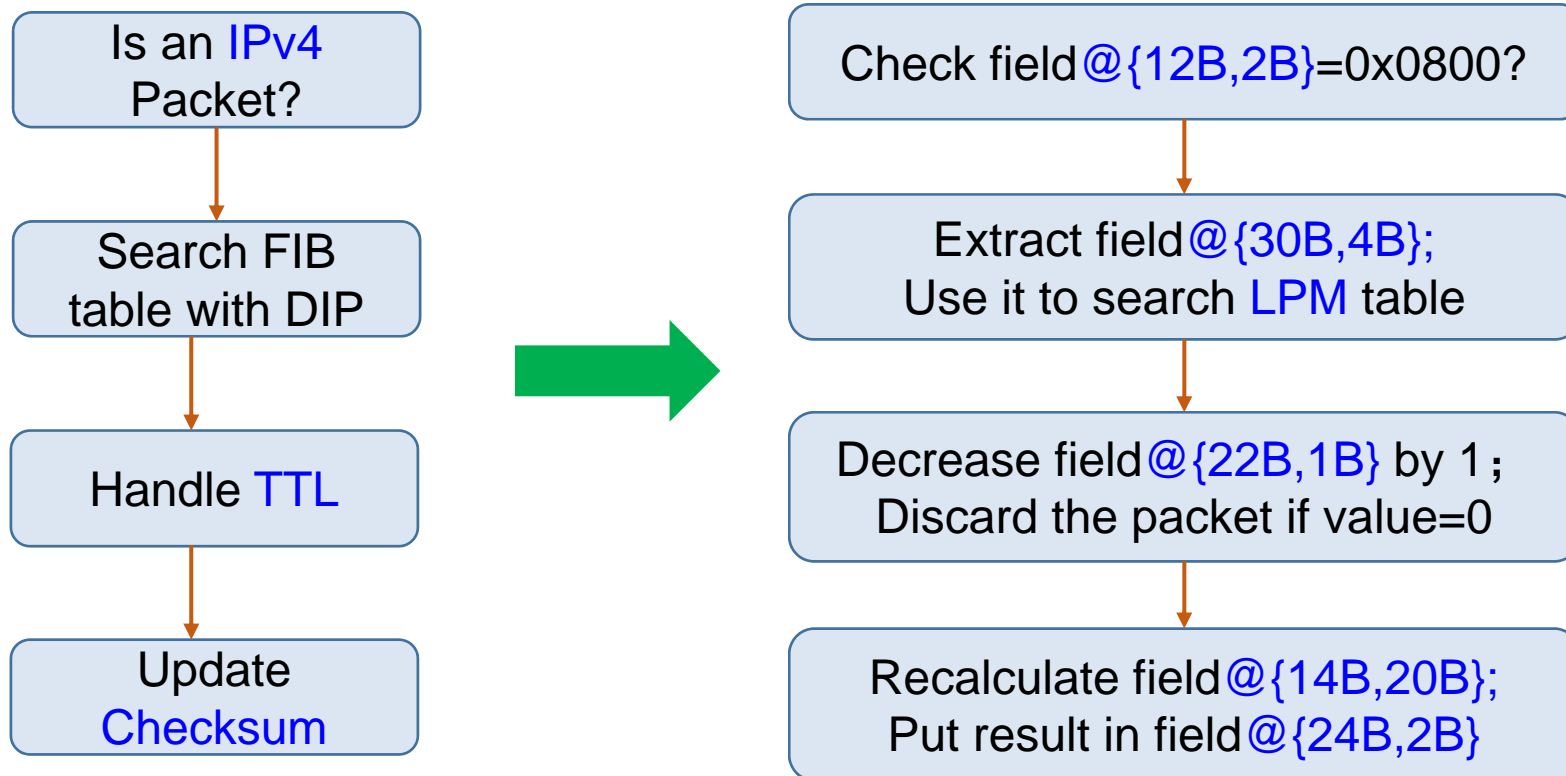 Is an IPv4
Packet?
Search FIB
table with DIP
Handle TTL
Update
Checksum
Check field@{12B,2B}=0x0800?
Extract field@{30B,4B};
Use it to search LPM table
Decrease field@{22B,1B} by 1；
Discard the packet if value=0
Recalculate field@{14B,20B};
Put result in field@{24B,2B}